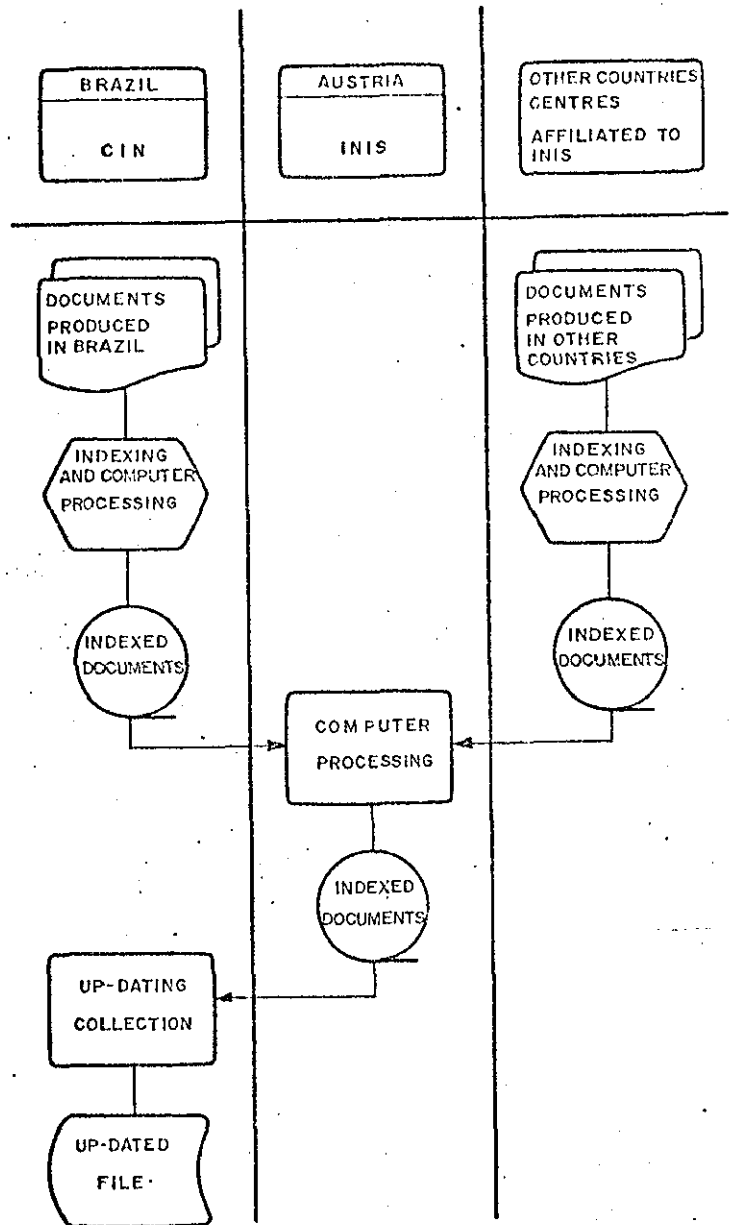 BRAZIL
CIN
AUSTRIA
INIS
OTHER COUNTRIES
CENTRES
AFFILIATED TO
INIS
DOCUMENTS
PRODUCED
IN BRAZIL
DOCUMENTS
PRODUCED
IN OTHER
COUNTRIES
INDEXING
AND COMPUTER
PROCESSING
INDEXING
AND COMPUTER
PROCESSING
INDEXED
DOCUMENTS
INDEXED
DOCUMENTS
COMPUTER
PROCESSING
INDEXED
DOCUMENTS
UP-DATING
COLLECTION
UP-DATED
FILE